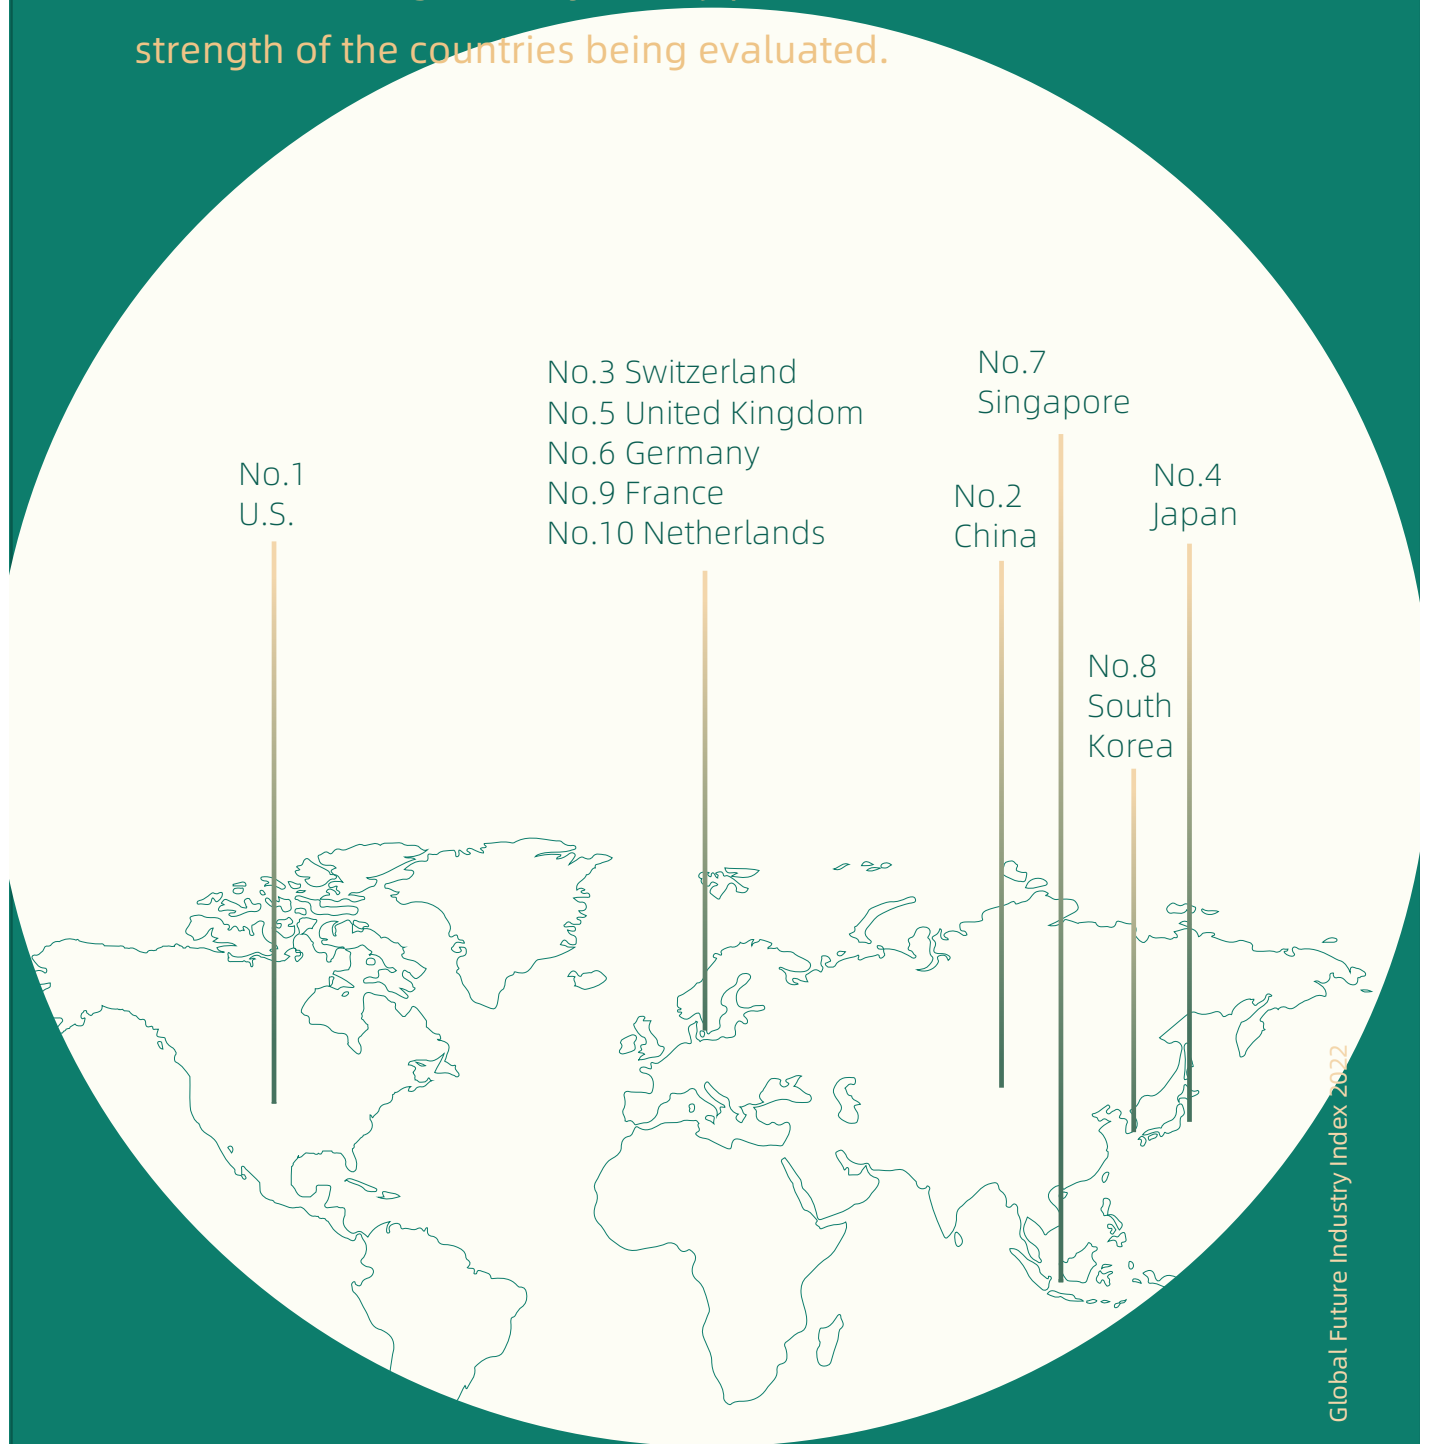 strength of the countries being evaluated.
No.3 Switzerland
No.5 United Kingdom
No.6 Germany
No.9 France
No.10 Netherlands
No.7
Singapore
No.1
U.S.
No.2
China
No.4
Japan
No.8
South
Korea
Global Future Industry Index 2022